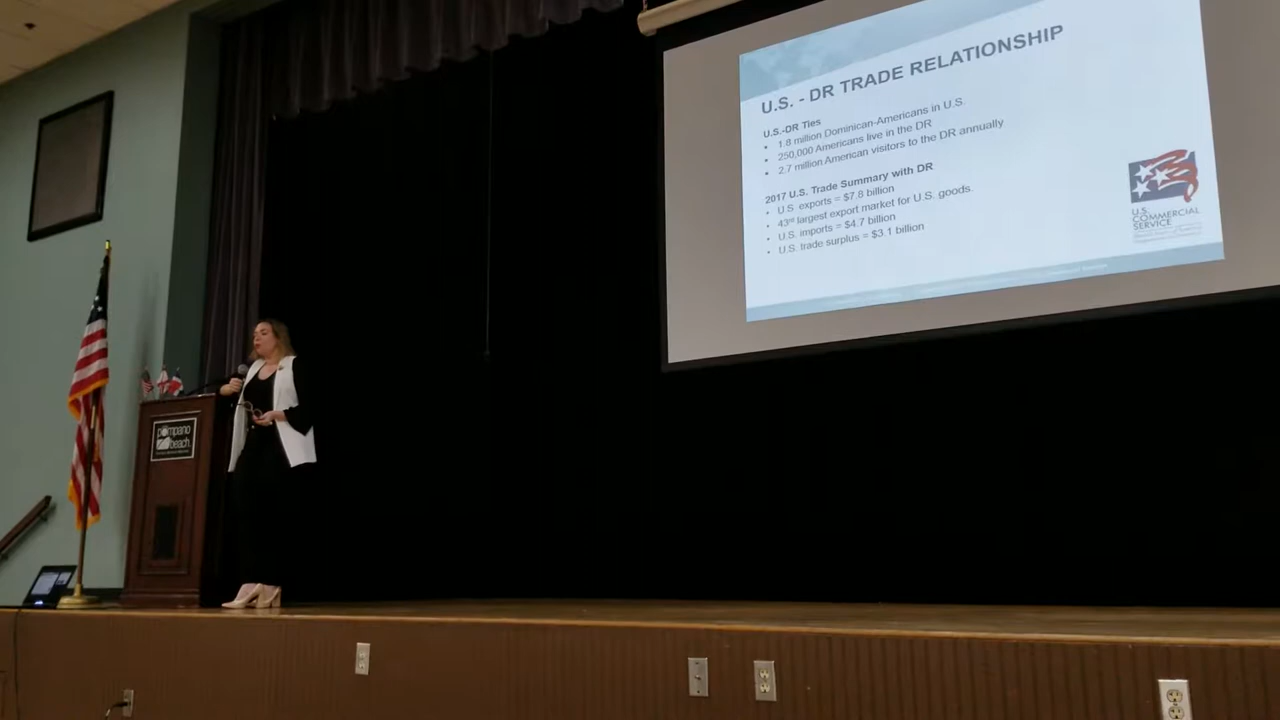 U.S. - DR TRADE RELATIONSHIP
U.S.-DR Ties
• 1.8 million Dominican-Americans in U.S.
• 250,000 Americans live in the DR
• 2.7 million American visitors to the DR annually
2017 U.S. Trade Summary with DR
• U.S. exports = $7.8 billion
• 43rd largest export market for U.S. goods.
• U.S. imports = $4.7 billion
• U.S. trade surplus = $3.1 billion
U.S.
COMMERCIAL
SERVICE
pompano
beach